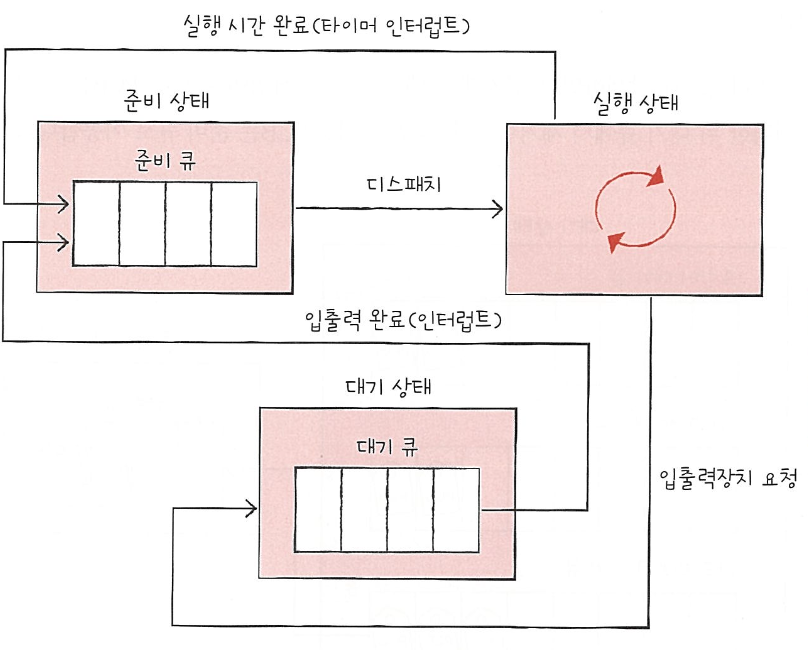 실행 시간 완료(타이머 인터럽트)
준비 상태
실행 상태
준비 큐
디스패치
입출력 완료(인터럽트)
대기 상태
대기 큐
입출력장치 요청